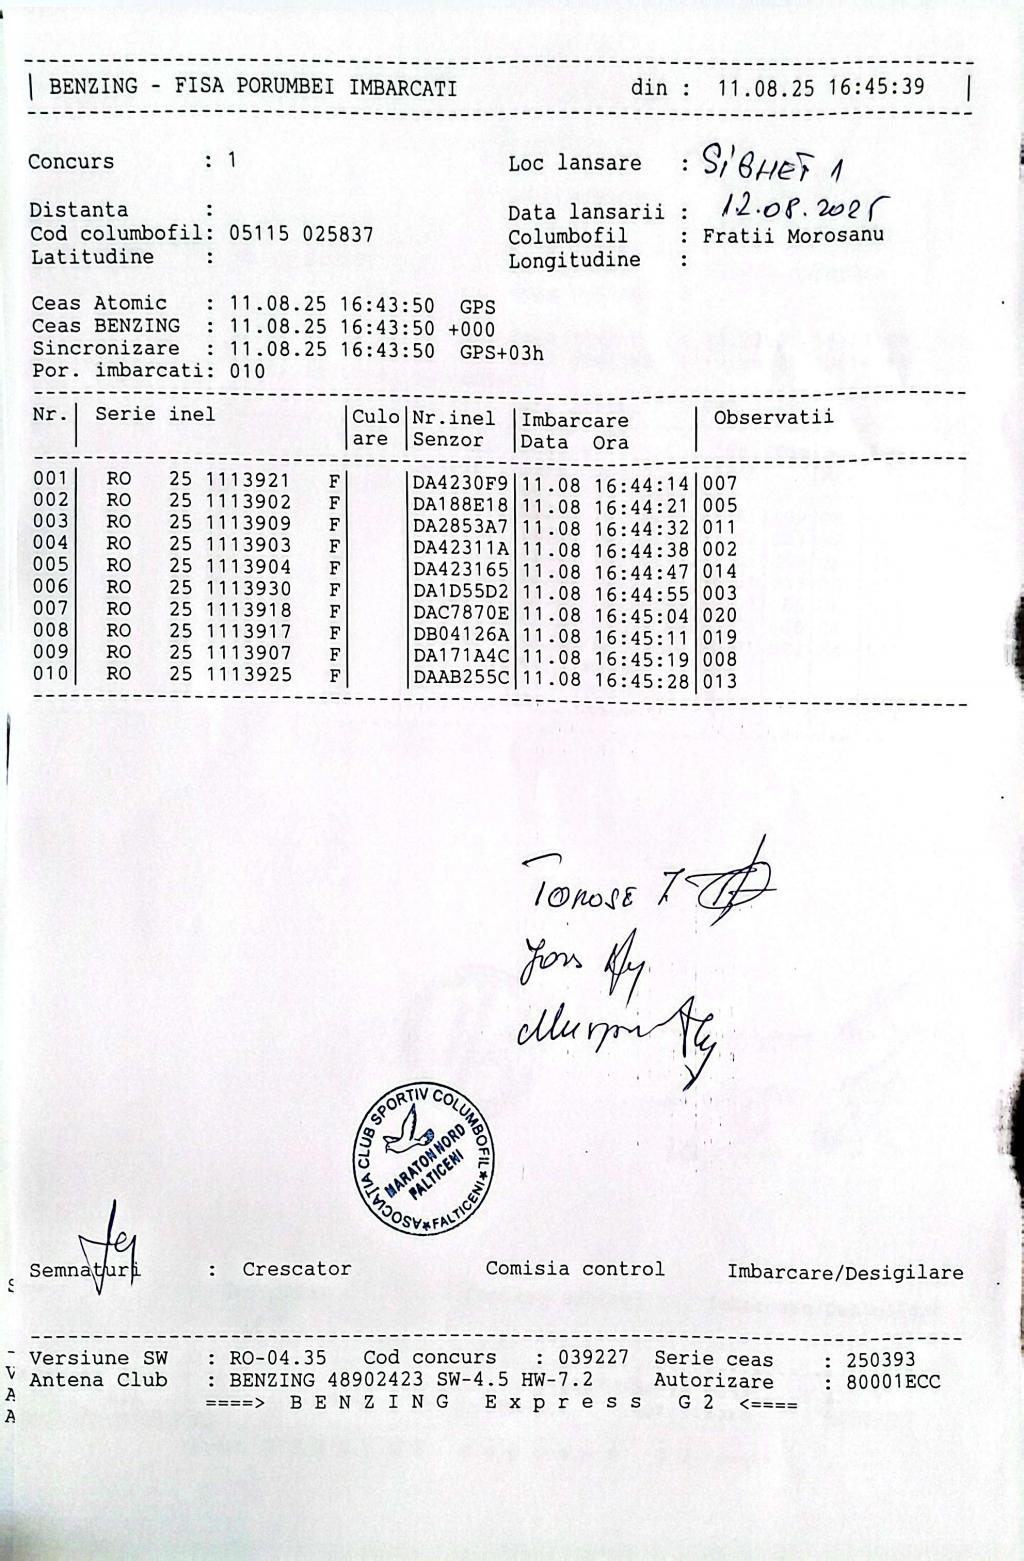 BENZING - FISA PORUMBEI IMBARCATI din : 11.08.25 16:45:39
Concurs : 1 Loc lansare : SiGHET 1
Distanta : Data lansarii : 12.08.2025
Cod columbofil: 05115 025837 Columbofil : Fratii Morosanu
Latitudine : Longitudine :
Ceas Atomic : 11.08.25 16:43:50 GPS
Ceas BENZING : 11.08.25 16:43:50 +000
Sincronizare : 11.08.25 16:43:50 GPS+03h
Por. imbarcati: 010
Nr. Serie inel Culo Nr.inel Imbarcare Observatii
are Senzor Data Ora
001 RO 25 1113921 F DA4230F9 11.08 16:44:14 007
002 RO 25 1113902 F DA188E18 11.08 16:44:21 005
003 RO 25 1113909 F DA2853A7 11.08 16:44:32 011
004 RO 25 1113903 F DA42311A 11.08 16:44:38 002
005 RO 25 1113904 F DA423165 11.08 16:44:47 014
006 RO 25 1113930 F DA1D55D2 11.08 16:44:55 003
007 RO 25 1113918 F DAC7870E 11.08 16:45:04 020
008 RO 25 1113917 F DB04126A 11.08 16:45:11 019
009 RO 25 1113907 F DA171A4C 11.08 16:45:19 008
010 RO 25 1113925 F DAAB255C 11.08 16:45:28 013
ASOCIAȚIA CLUB SPORTIV COLUMBOFIL
MARATON NORD
FALTICENI
FALTICENI
Semnaturi : Crescator Comisia control Imbarcare/Desigilare
Versiune SW : RO-04.35 Cod concurs : 039227 Serie ceas : 250393
Antena Club : BENZING 48902423 SW-4.5 HW-7.2 Autorizare : 80001ECC
====> B E N Z I N G E x p r e s s G 2 <====